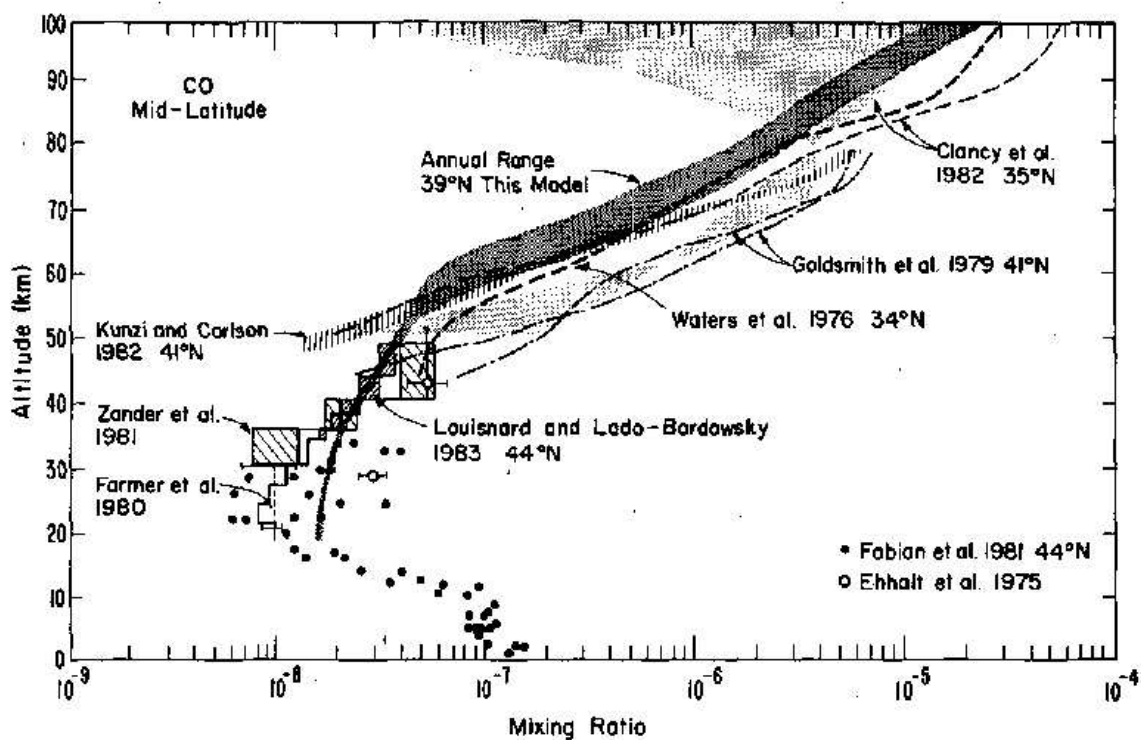 CO
Mid-Latitude
Annual Range
39°N This Model
Clancy et al.
1982 35°N
Goldsmith et al. 1979 41°N
Waters et al. 1976 34°N
Kunzi and Carlson
1982 41°N
Zander et al.
1981
Louisnard and Lado-Bordowsky
1983 44°N
Farmer et al.
1980
Fabian et al. 1981 44°N
Ehhalt et al. 1975
Altitude (km)
100
90
80
70
60
50
40
30
20
10
0
10⁻⁹ 10⁻⁸ 10⁻⁷ 10⁻⁶ 10⁻⁵ 10⁻⁴
Mixing Ratio